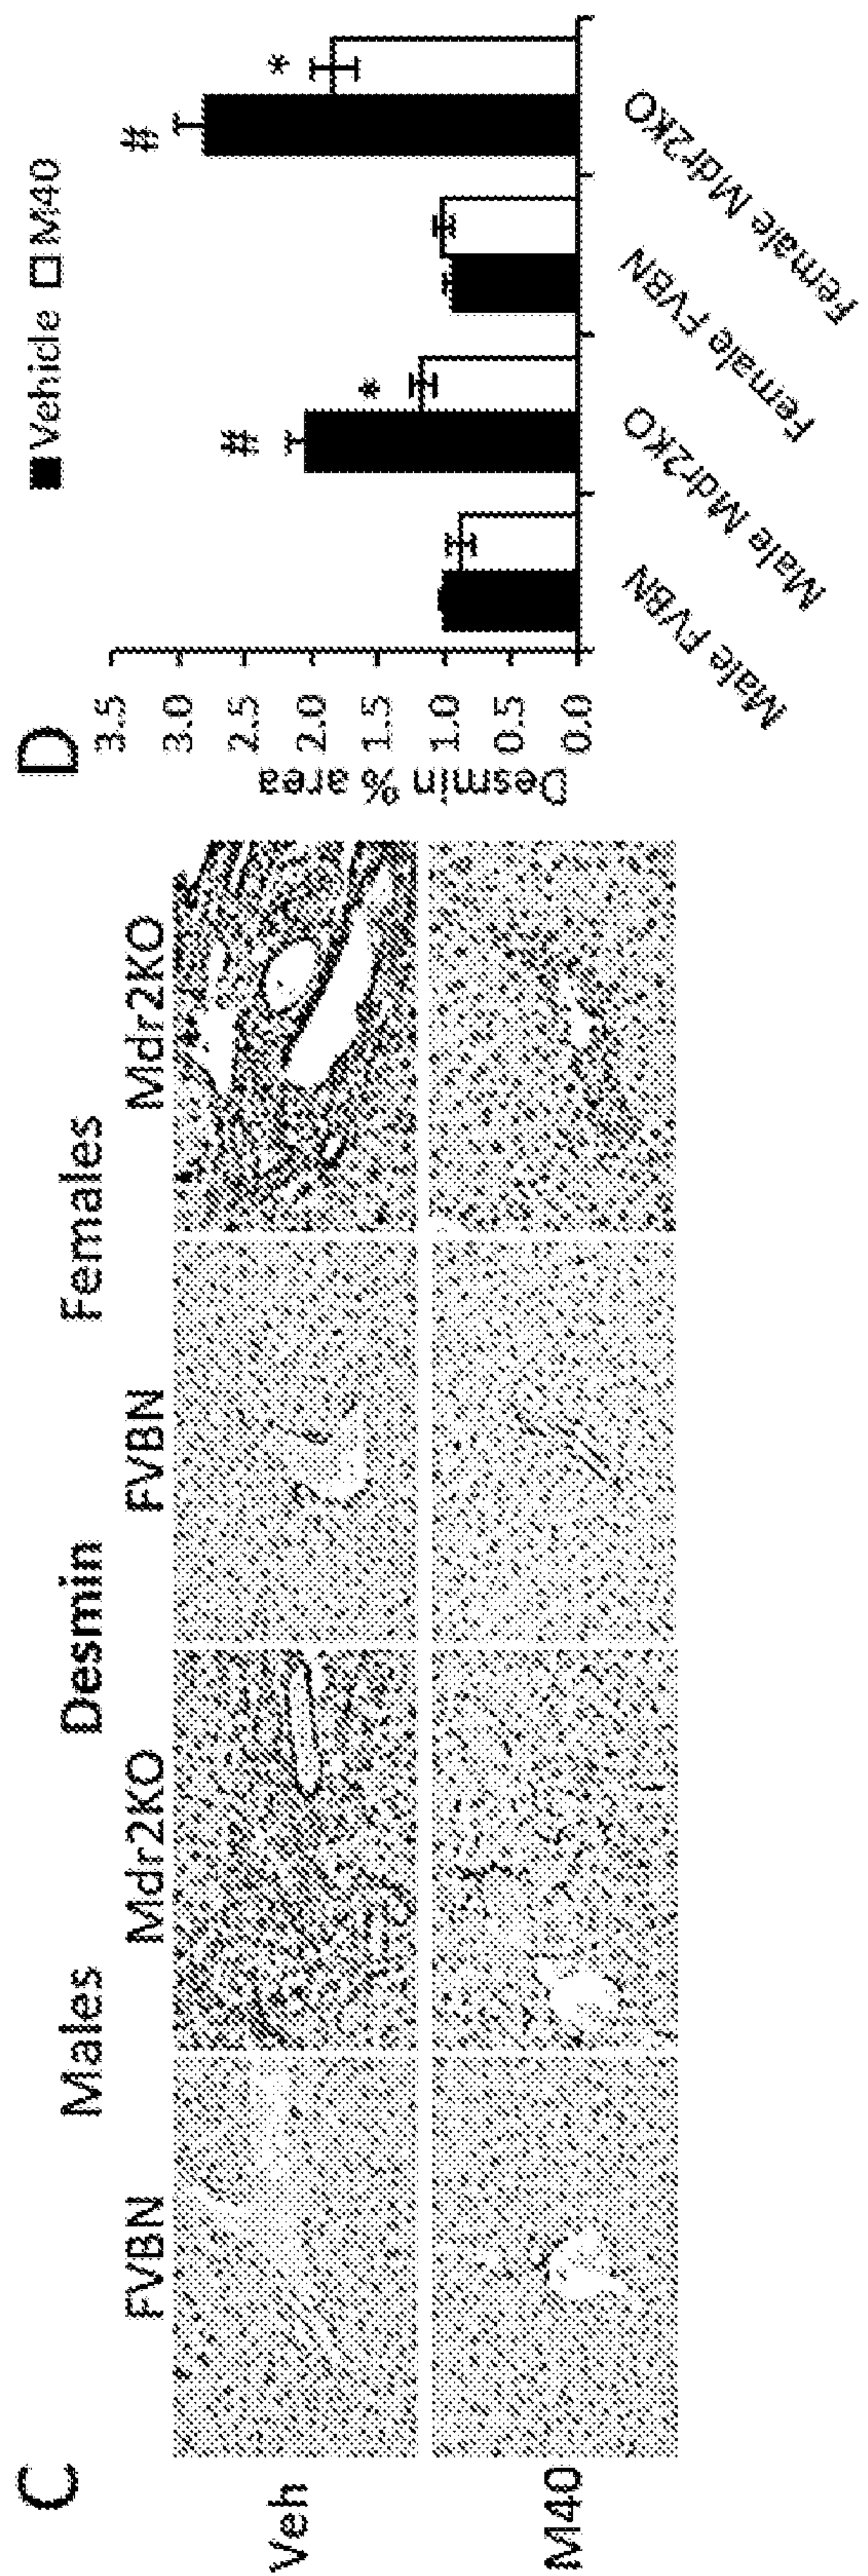 C
Males
Desmin
Females
FVBN
Mdr2KO
FVBN
Mdr2KO
Veh
M40
D
Vehicle M40
Desmin % area
3.5
3.0
2.5
2.0
1.5
1.0
0.5
0.0
#
*
#
*
Male FVBN
Male Mdr2KO
Female FVBN
Female Mdr2KO